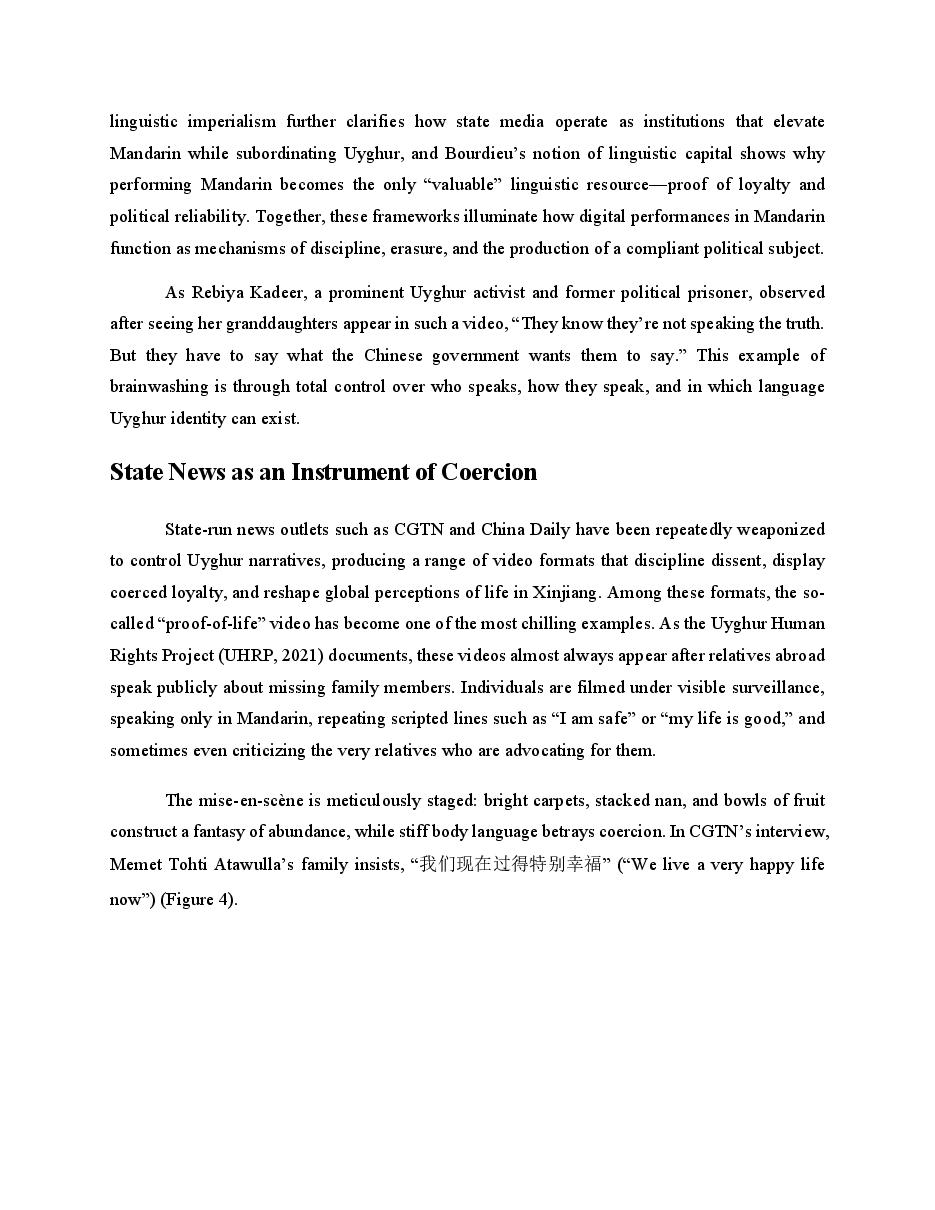 linguistic imperialism further clarifies how state media operate as institutions that elevate
Mandarin while subordinating Uyghur, and Bourdieu’s notion of linguistic capital shows why
performing Mandarin becomes the only “valuable” linguistic resource—proof of loyalty and
political reliability. Together, these frameworks illuminate how digital performances in Mandarin
function as mechanisms of discipline, erasure, and the production of a compliant political subject.
As Rebiya Kadeer, a prominent Uyghur activist and former political prisoner, observed
after seeing her granddaughters appear in such a video, “They know they’re not speaking the truth.
But they have to say what the Chinese government wants them to say.” This example of
brainwashing is through total control over who speaks, how they speak, and in which language
Uyghur identity can exist.
State News as an Instrument of Coercion
State-run news outlets such as CGTN and China Daily have been repeatedly weaponized
to control Uyghur narratives, producing a range of video formats that discipline dissent, display
coerced loyalty, and reshape global perceptions of life in Xinjiang. Among these formats, the so-
called “proof-of-life” video has become one of the most chilling examples. As the Uyghur Human
Rights Project (UHRP, 2021) documents, these videos almost always appear after relatives abroad
speak publicly about missing family members. Individuals are filmed under visible surveillance,
speaking only in Mandarin, repeating scripted lines such as “I am safe” or “my life is good,” and
sometimes even criticizing the very relatives who are advocating for them.
The mise-en-scène is meticulously staged: bright carpets, stacked nan, and bowls of fruit
construct a fantasy of abundance, while stiff body language betrays coercion. In CGTN’s interview,
Memet Tohti Atawulla’s family insists, “我们现在过得特别幸福” (“We live a very happy life
now”) (Figure 4).